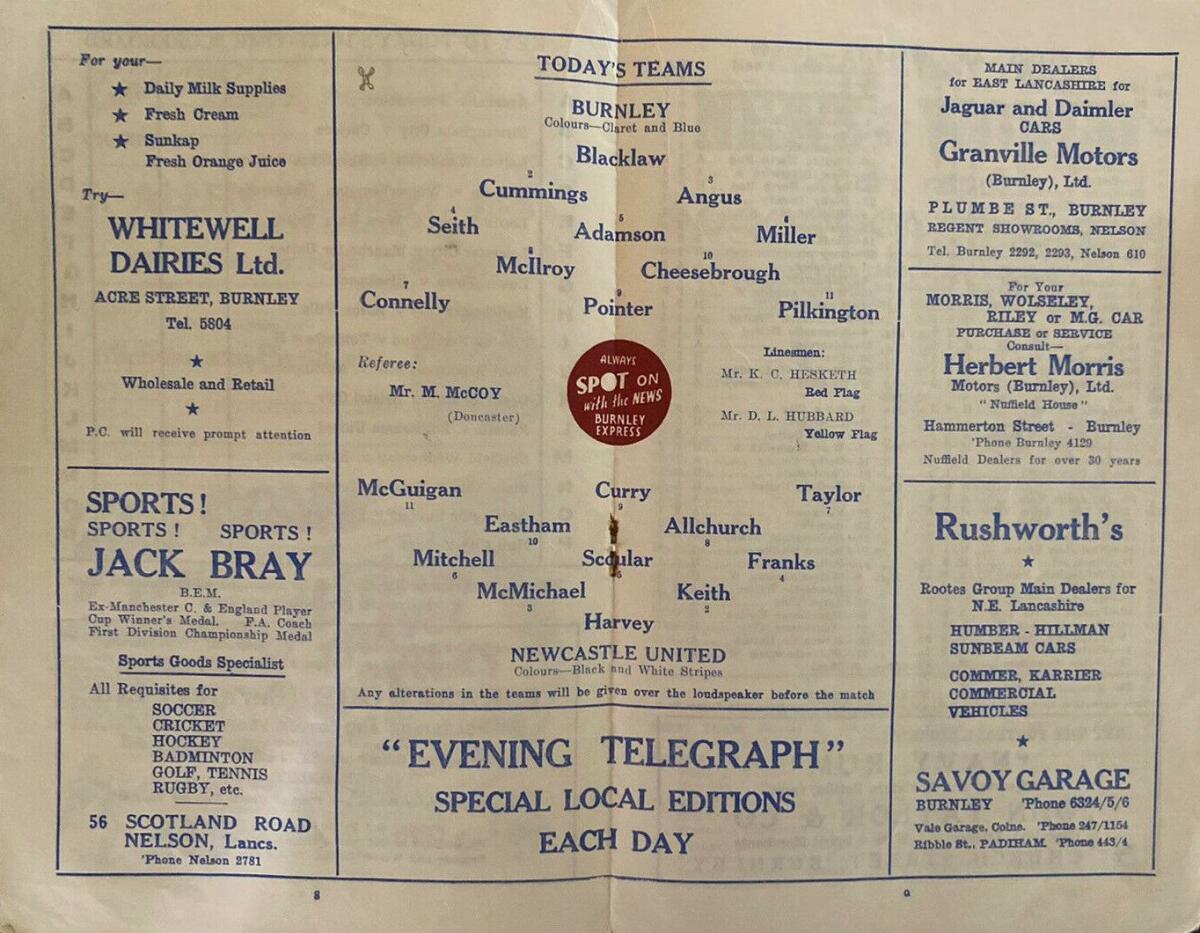 For your—
★ Daily Milk Supplies
★ Fresh Cream
★ Sunkap
Fresh Orange Juice
Try—
WHITEWELL
DAIRIES Ltd.
ACRE STREET, BURNLEY
Tel. 5804
★
Wholesale and Retail
★
P.C. will receive prompt attention
SPORTS!
SPORTS! SPORTS!
JACK BRAY
B.E.M.
Ex-Manchester C. & England Player
Cup Winner's Medal. F.A. Coach
First Division Championship Medal
Sports Goods Specialist
All Requisites for
SOCCER
CRICKET
HOCKEY
BADMINTON
GOLF, TENNIS
RUGBY, etc.
56 SCOTLAND ROAD
NELSON, Lancs.
'Phone Nelson 2781
8
TODAY'S TEAMS
BURNLEY
Colours—Claret and Blue
Blacklaw
2 3
Cummings Angus
4 5 6
Seith Adamson Miller
8 10
McIlroy Cheesebrough
7 9 11
Connelly Pointer Pilkington
Referee:
Mr. M. McCOY
(Doncaster)
ALWAYS
SPOT ON
with the NEWS
BURNLEY
EXPRESS
Linesmen:
Mr. K. C. HESKETH
Red Flag
Mr. D. L. HUBBARD
Yellow Flag
McGuigan Curry Taylor
11 9 7
Eastham Allchurch
10 8
Mitchell Scoular Franks
6 5 4
McMichael Keith
3 2
Harvey
NEWCASTLE UNITED
Colours—Black and White Stripes
Any alterations in the teams will be given over the loudspeaker before the match
"EVENING TELEGRAPH"
SPECIAL LOCAL EDITIONS
EACH DAY
MAIN DEALERS
for EAST LANCASHIRE for
Jaguar and Daimler
CARS
Granville Motors
(Burnley), Ltd.
PLUMBE ST., BURNLEY
REGENT SHOWROOMS, NELSON
Tel. Burnley 2292, 2293, Nelson 610
For Your
MORRIS, WOLSELEY,
RILEY or M.G. CAR
PURCHASE or SERVICE
Consult—
Herbert Morris
Motors (Burnley), Ltd.
"Nuffield House"
Hammerton Street - Burnley
'Phone Burnley 4129
Nuffield Dealers for over 30 years
Rushworth's
★
Rootes Group Main Dealers for
N.E. Lancashire
HUMBER - HILLMAN
SUNBEAM CARS
COMMER, KARRIER
COMMERCIAL
VEHICLES
★
SAVOY GARAGE
BURNLEY 'Phone 6324/5/6
Vale Garage, Colne. 'Phone 247/1154
Ribble St., PADIHAM. 'Phone 443/4